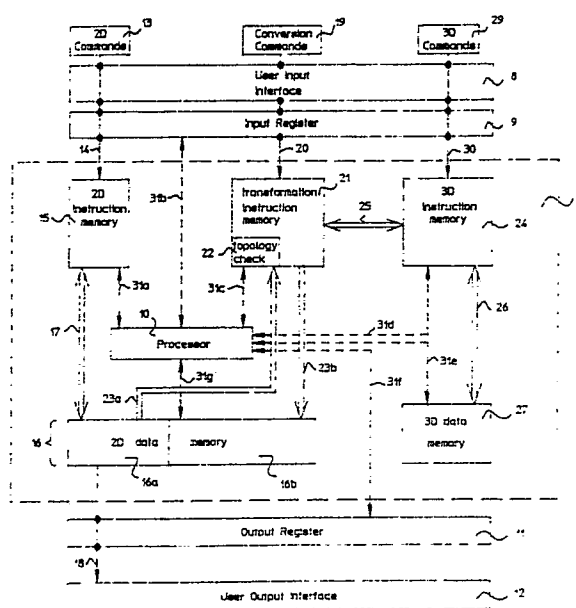 2D
Commands
13
Conversion
Commands
19
3D
Commands
29
User Input
Interface
8
Input Register
9
14
31b
20
30
2D
Instruction
memory
15
transformation
Instruction
memory
21
22
topology
check
25
3D
Instruction
memory
24
17
31a
31c
26
10
Processor
31d
31e
23a
31g
23b
31f
16
2D data
memory
16a
16b
3D data
memory
27
Output Register
11
18
User Output Interface
12